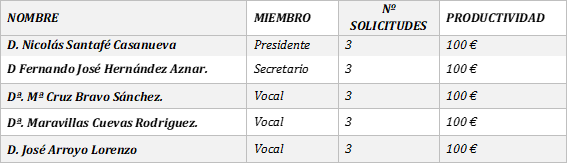 NOMBRE MIEMBRO Nº SOLICITUDES PRODUCTIVIDAD
D. Nicolás Santafé Casanueva Presidente 3 100 €
D Fernando José Hernández Aznar. Secretario 3 100 €
Dª. Mª Cruz Bravo Sánchez. Vocal 3 100 €
Dª. Maravillas Cuevas Rodriguez. Vocal 3 100 €
D. José Arroyo Lorenzo Vocal 3 100 €